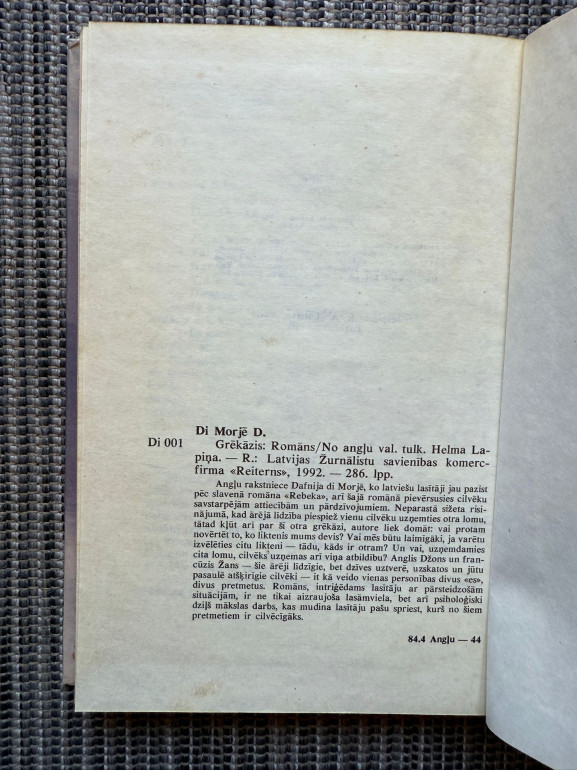 Di Morjē D.
Di 001
Grēkāzis: Romāns/No angļu val. tulk. Helma La-
piņa. — R.: Latvijas Žurnālistu savienības komerc-
firma «Reiterns», 1992. — 286. lpp.
Angļu rakstniece Dafnija di Morjē, ko latviešu lasītāji jau pazīst
pēc slavenā romāna «Rebeka», arī šajā romānā pievērsusies cilvēku
savstarpējām attiecībām un pārdzīvojumiem. Neparastā sižeta risi-
nājumā, kad ārējā līdzība piespiež vienu cilvēku uzņemties otra lomu,
tātad kļūt arī par šī otra grēkāzi, autore liek domāt: vai protam
novērtēt to, ko liktenis mums devis? Vai mēs būtu laimīgāki, ja varētu
izvēlēties citu likteni — tādu, kāds ir otram? Un vai, uzņemdamies
cita lomu, cilvēks uzņemas arī viņa atbildību? Anglis Džons un fran-
cūzis Žans — šie ārēji līdzīgie, bet dzīves uztverē, uzskatos un jūtu
pasaulē atšķirīgie cilvēki — it kā veido vienas personības divus «es»,
divus pretmetus. Romāns, intriģēdams lasītāju ar pārsteidzošām
situācijām, ir ne tikai aizraujoša lasāmviela, bet arī psiholoģiski
dziļš mākslas darbs, kas mudina lasītāju pašu spriest, kurš no šiem
pretmetiem ir cilvēcīgāks.
84.4 Angļu — 44